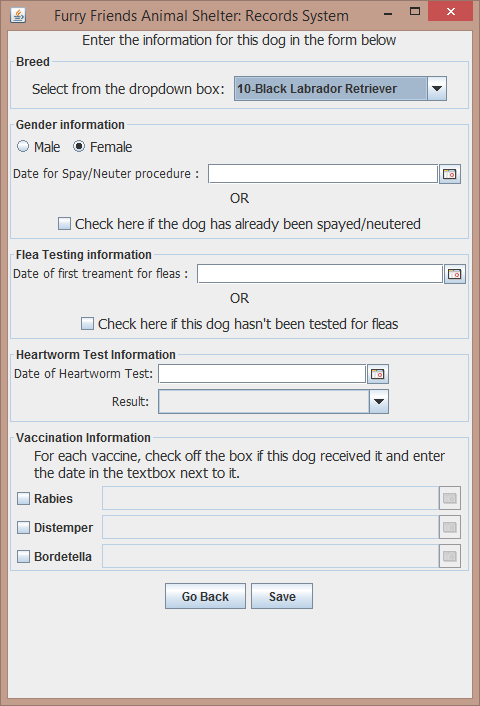 Furry Friends Animal Shelter: Records System
Enter the information for this dog in the form below
Breed
Select from the dropdown box: 10-Black Labrador Retriever
Gender information
Male Female
Date for Spay/Neuter procedure :
OR
Check here if the dog has already been spayed/neutered
Flea Testing information
Date of first treament for fleas :
OR
Check here if this dog hasn't been tested for fleas
Heartworm Test Information
Date of Heartworm Test:
Result:
Vaccination Information
For each vaccine, check off the box if this dog received it and enter
the date in the textbox next to it.
Rabies
Distemper
Bordetella
Go Back Save